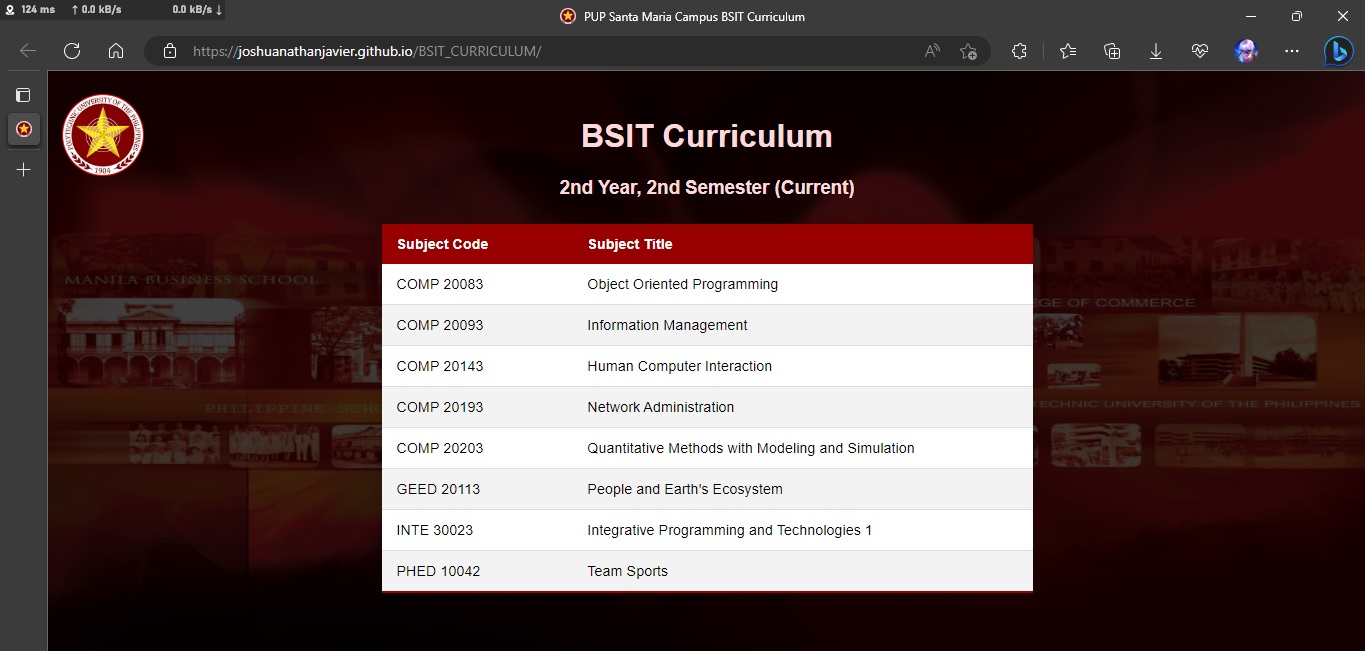 124 ms ↑ 0.0 kB/s 0.0 kB/s ↓
PUP Santa Maria Campus BSIT Curriculum
https://joshuanathanjavier.github.io/BSIT_CURRICULUM/
POLYTECHNIC UNIVERSITY OF THE PHILIPPINES
1904
BSIT Curriculum
2nd Year, 2nd Semester (Current)
Subject Code Subject Title
COMP 20083 Object Oriented Programming
MANILA BUSINESS SCHOOL
GE OF COMMERCE
COMP 20093 Information Management
COMP 20143 Human Computer Interaction
COMP 20193 Network Administration
PHILIPPINE SCHO
TECHNIC UNIVERSITY OF THE PHILIPPINES
COMP 20203 Quantitative Methods with Modeling and Simulation
GEED 20113 People and Earth's Ecosystem
INTE 30023 Integrative Programming and Technologies 1
PHED 10042 Team Sports